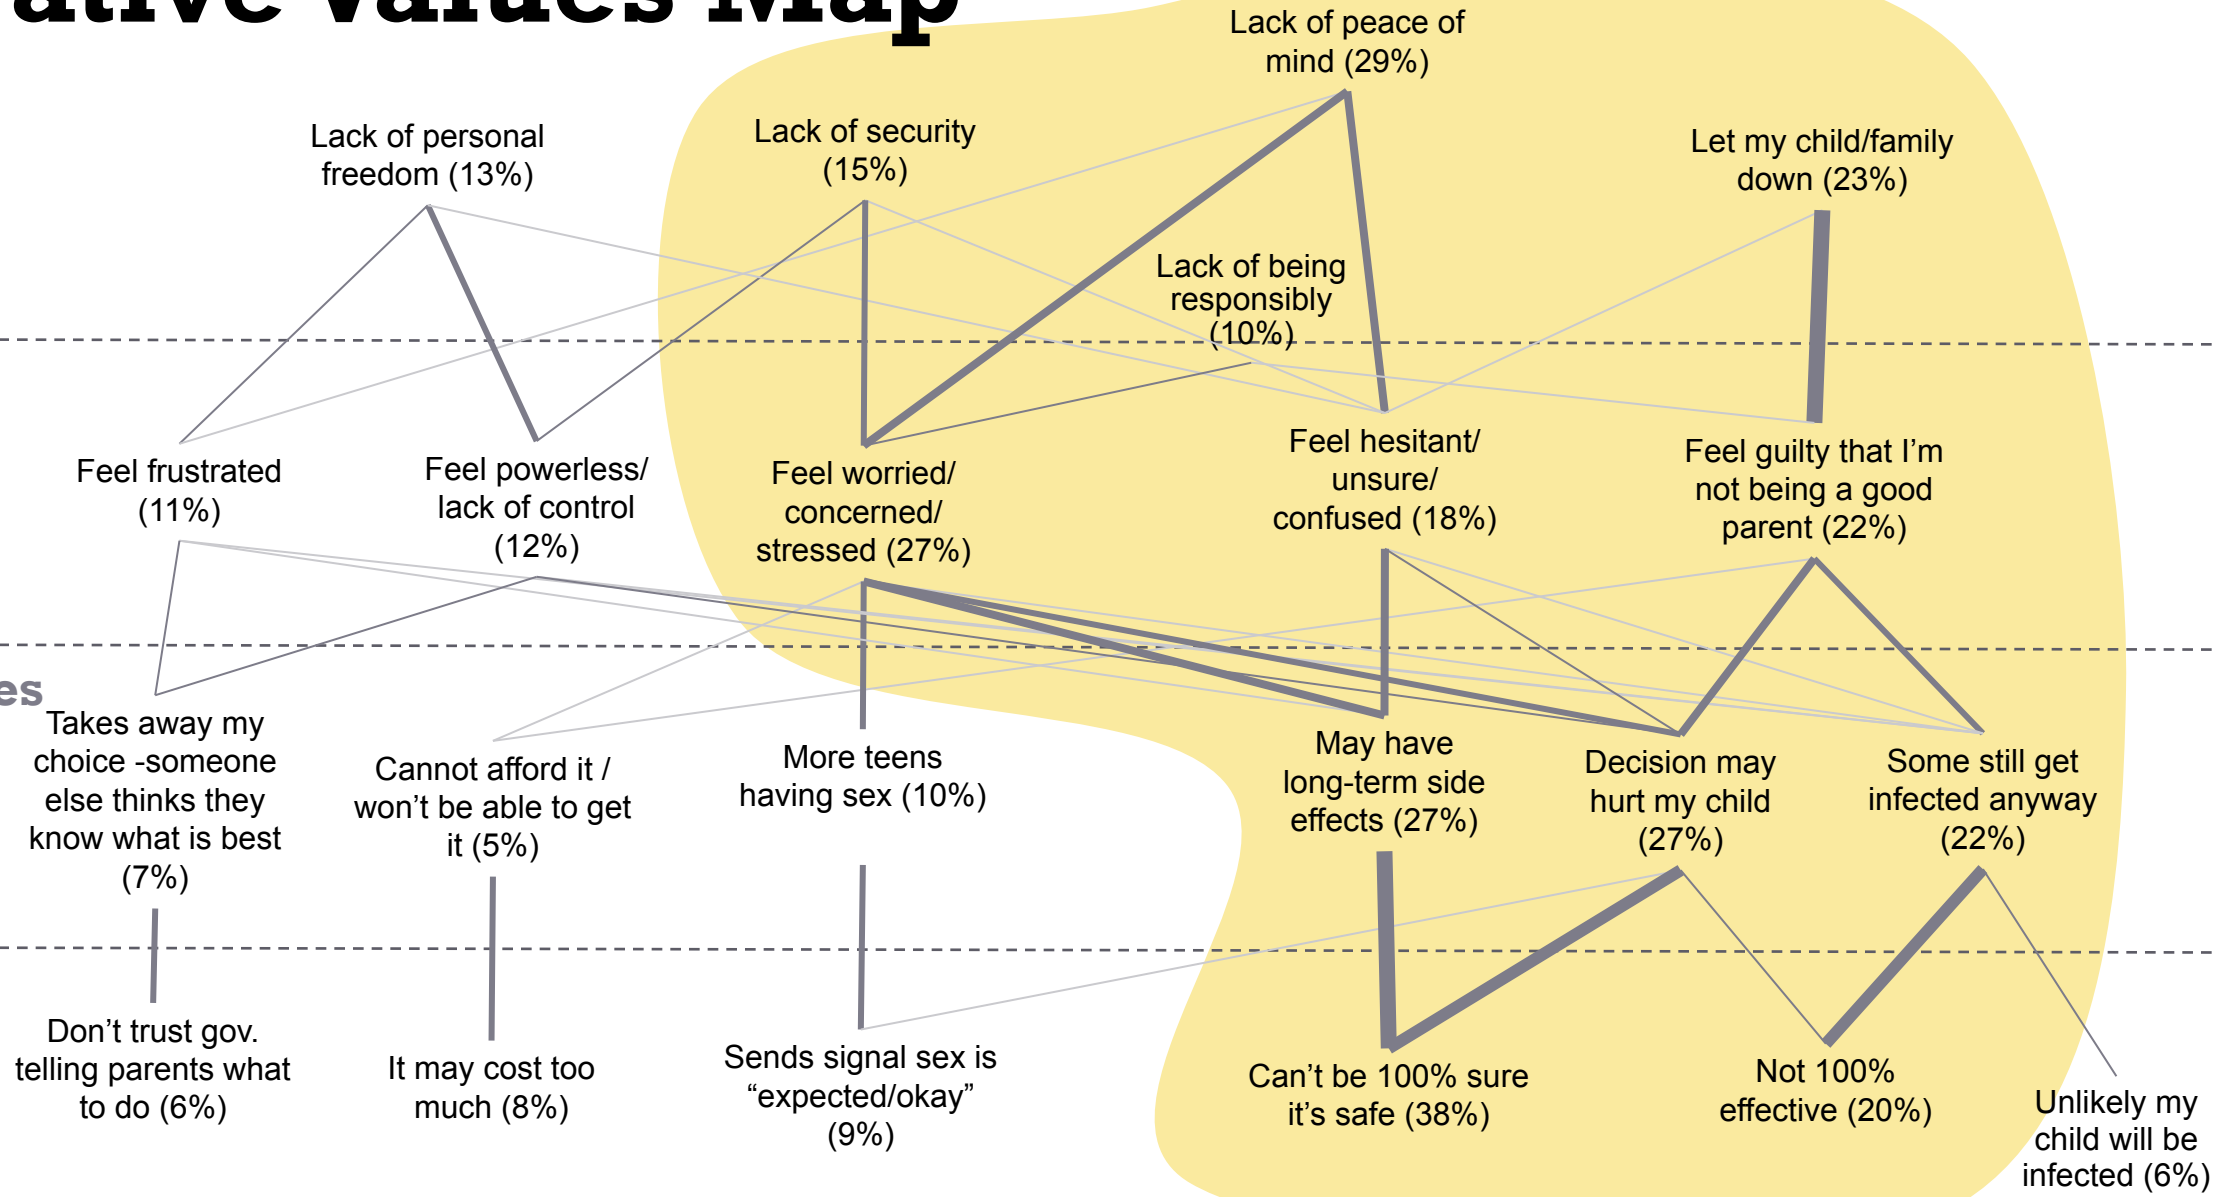 Values Map
Lack of peace of
mind (29%)
Lack of personal
freedom (13%)
Lack of security
(15%)
Let my child/family
down (23%)
Lack of being
responsibly
(10%)
Feel frustrated
(11%)
Feel powerless/
lack of control
(12%)
Feel worried/
concerned/
stressed (27%)
Feel hesitant/
unsure/
confused (18%)
Feel guilty that I’m
not being a good
parent (22%)
es
Takes away my
choice -someone
else thinks they
know what is best
(7%)
Cannot afford it /
won’t be able to get
it (5%)
More teens
having sex (10%)
May have
long-term side
effects (27%)
Decision may
hurt my child
(27%)
Some still get
infected anyway
(22%)
Don’t trust gov.
telling parents what
to do (6%)
It may cost too
much (8%)
Sends signal sex is
“expected/okay”
(9%)
Can’t be 100% sure
it’s safe (38%)
Not 100%
effective (20%)
Unlikely my
child will be
infected (6%)